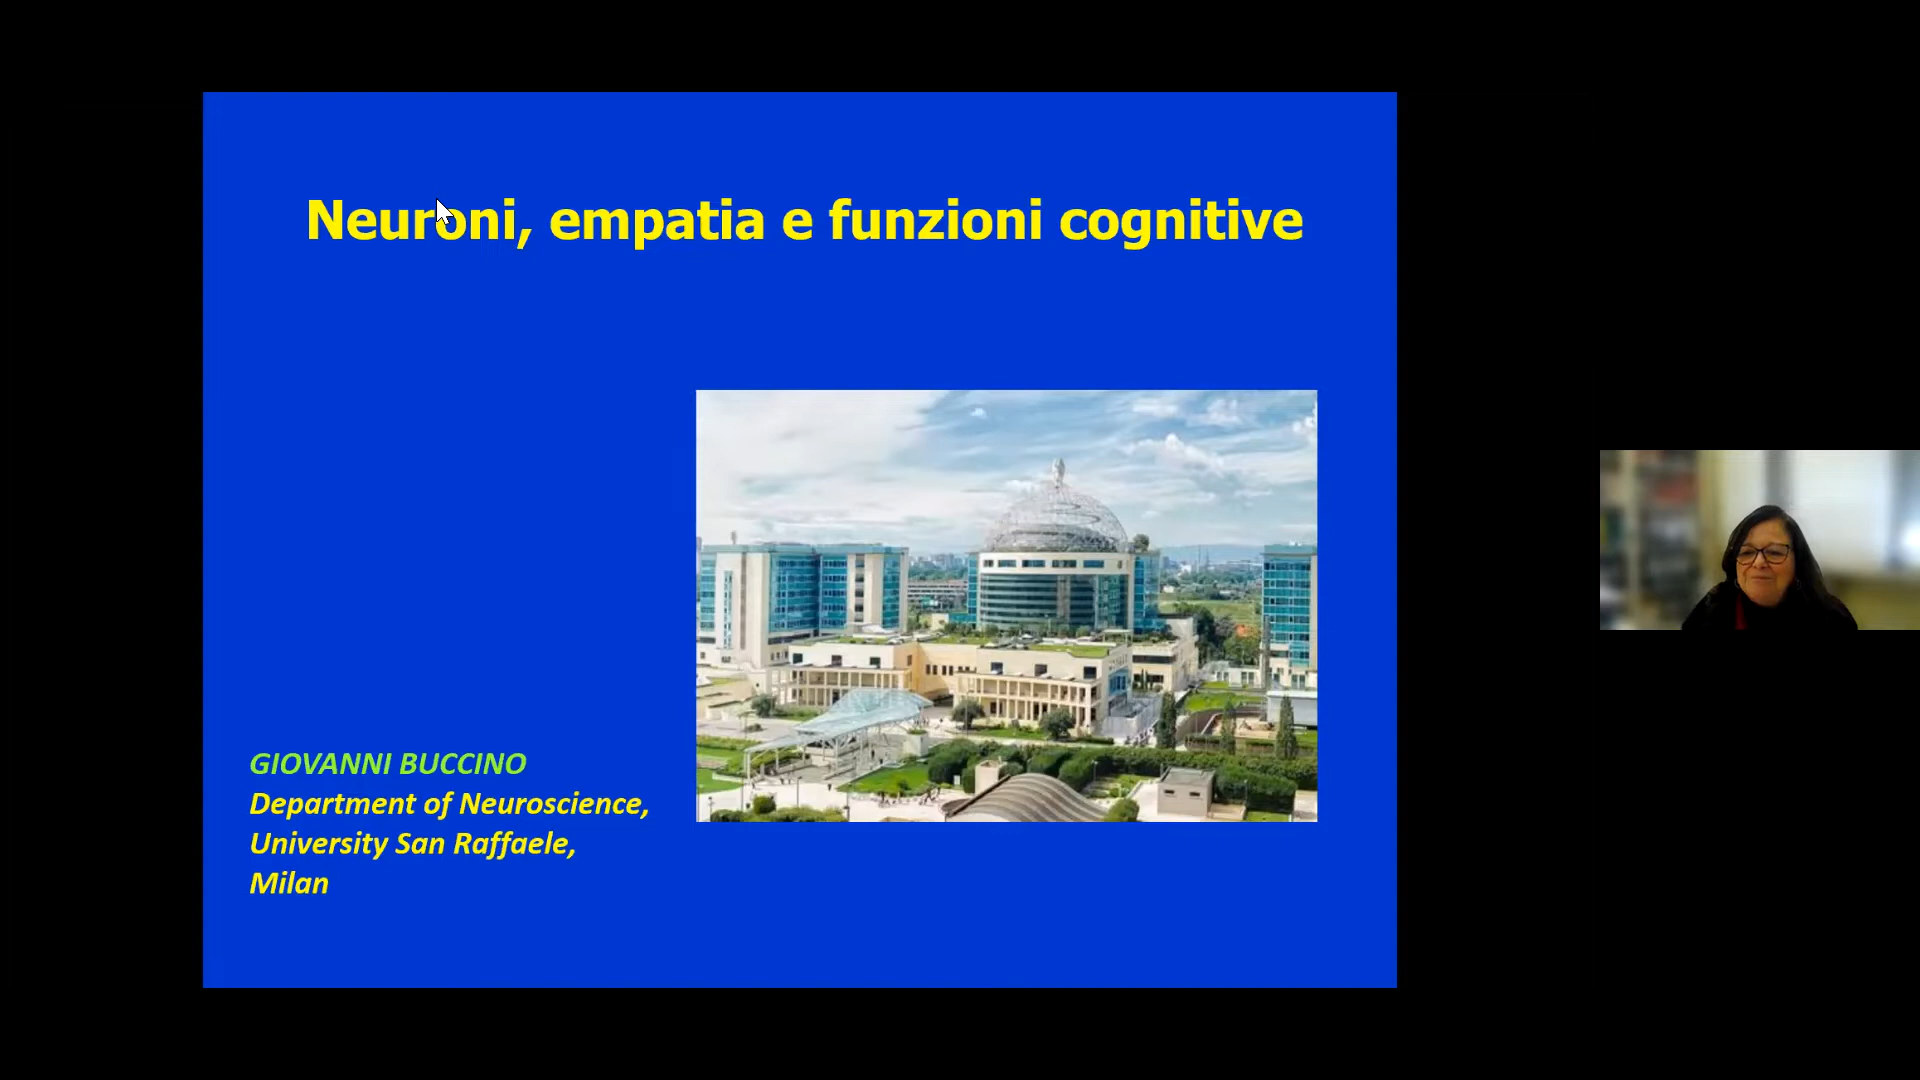 Neuroni, empatia e funzioni cognitive
GIOVANNI BUCCINO
Department of Neuroscience,
University San Raffaele,
Milan